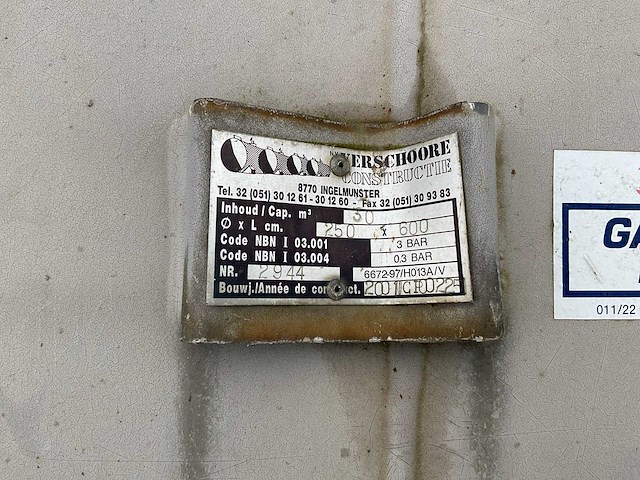 N.V. VERSCHOORE
CONSTRUCTIE
8770 INGELMUNSTER
Tel. 32 (051) 30 12 61 - 30 12 60 - Fax 32 (051) 30 93 83
Inhoud / Cap. m³ 30
Ø x L cm. 250 x 600
Code NBN I 03.001 3 BAR
Code NBN I 03.004 0,3 BAR
NR. 2944 6672-97/H013A/V
Bouwj./Année de const.
GA
011/22